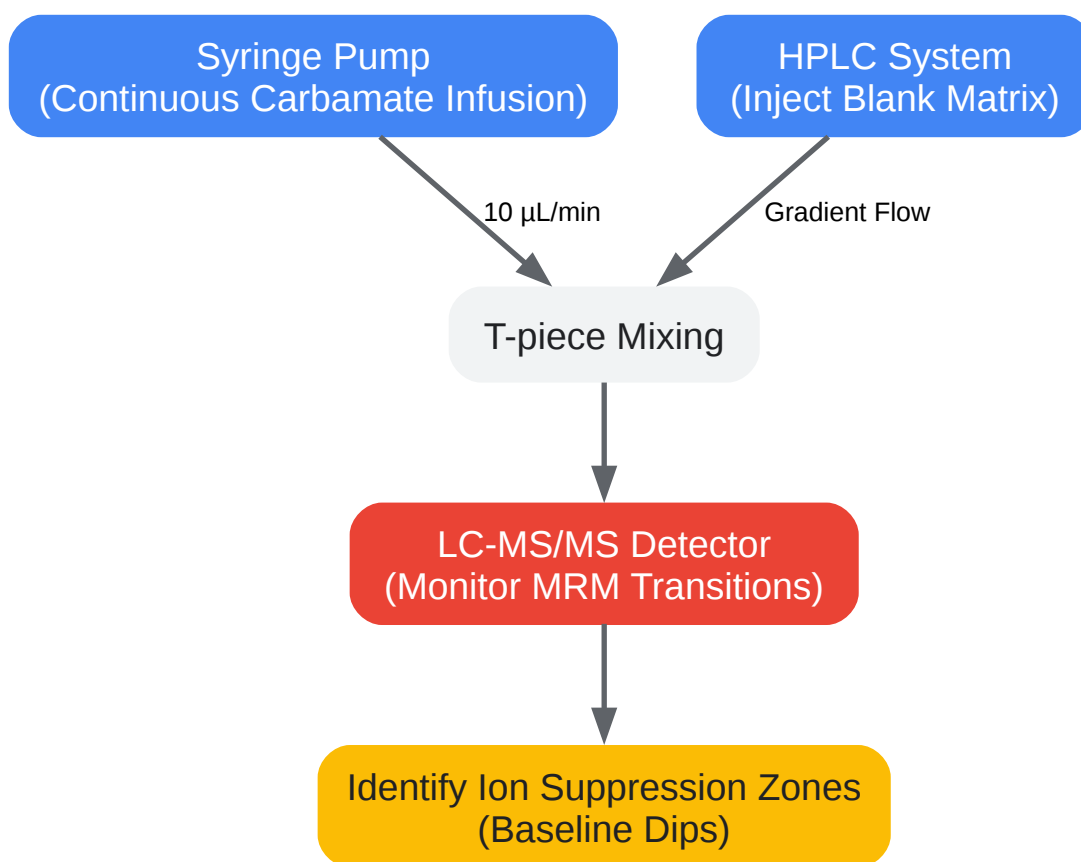 Syringe Pump
(Continuous Carbamate Infusion)
HPLC System
(Inject Blank Matrix)
10 µL/min
Gradient Flow
T-piece Mixing
LC-MS/MS Detector
(Monitor MRM Transitions)
Identify Ion Suppression Zones
(Baseline Dips)